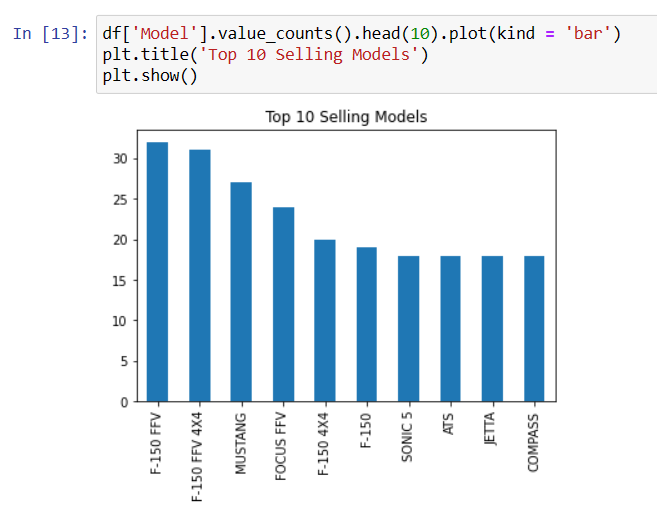 In [13]: df['Model'].value_counts().head(10).plot(kind = 'bar')
plt.title('Top 10 Selling Models')
plt.show()
Top 10 Selling Models
30
25
20
15
10
5
0
F-150 FFV
F-150 FFV 4X4
MUSTANG
FOCUS FFV
F-150 4X4
F-150
SONIC 5
ATS
JETTA
COMPASS